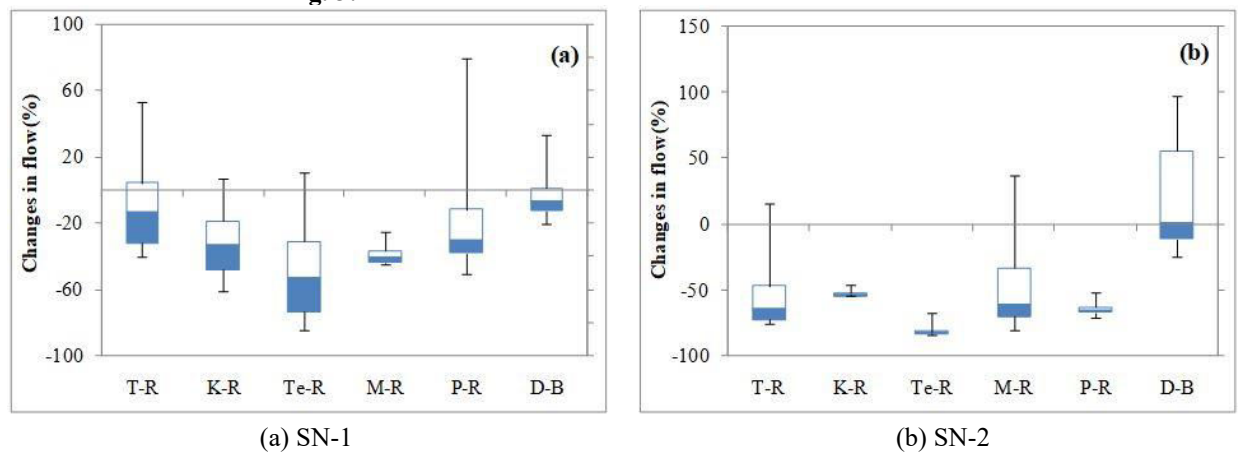 (a)
Changes in flow (%)
100
60
20
-20
-60
-100
T-R K-R Te-R M-R P-R D-B
(a) SN-1
(b)
Changes in flow (%)
150
100
50
0
-50
-100
T-R K-R Te-R M-R P-R D-B
(b) SN-2